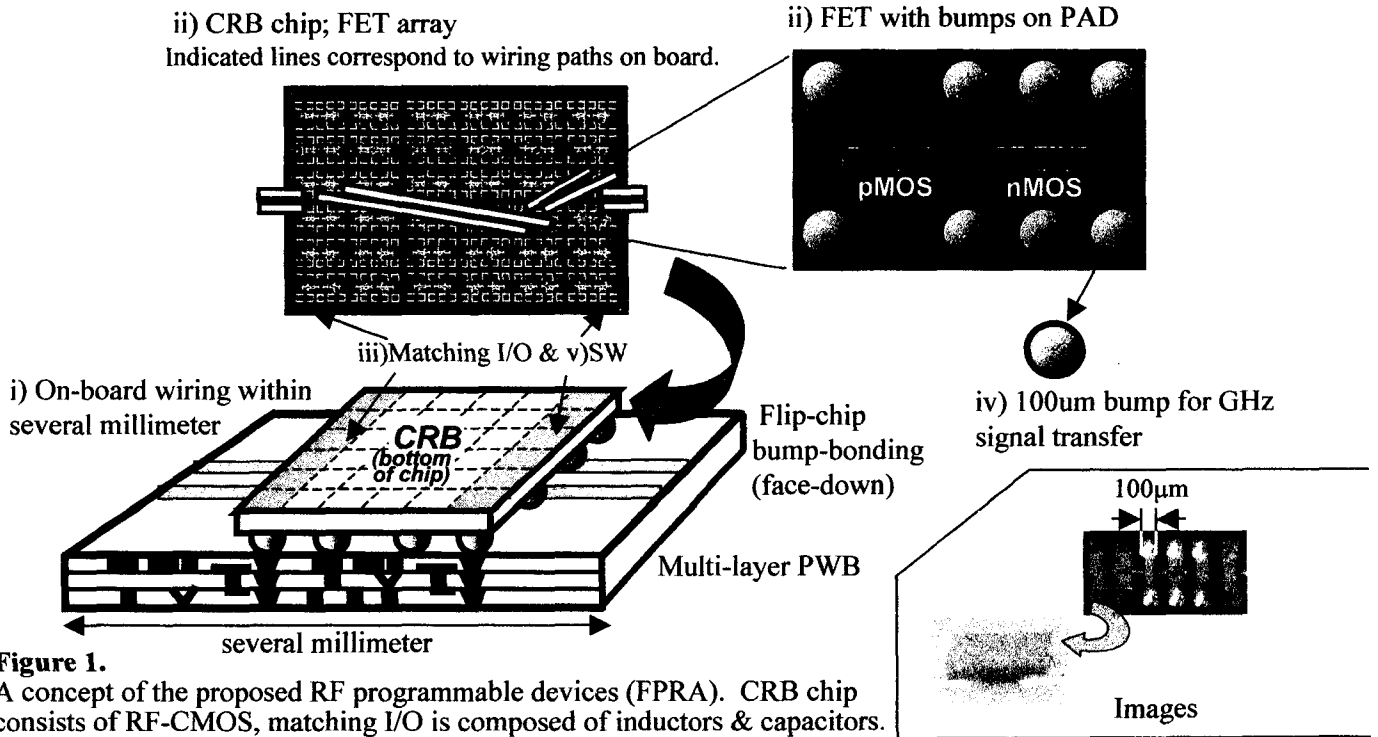 ii) CRB chip; FET array
Indicated lines correspond to wiring paths on board.
ii) FET with bumps on PAD
pMOS nMOS
iii)Matching I/O & v)SW
i) On-board wiring within
several millimeter
CRB
(bottom
of chip)
Flip-chip
bump-bonding
(face-down)
iv) 100um bump for GHz
signal transfer
Multi-layer PWB
several millimeter
100μm
Images
Figure 1.
A concept of the proposed RF programmable devices (FPRA). CRB chip
consists of RF-CMOS, matching I/O is composed of inductors & capacitors.